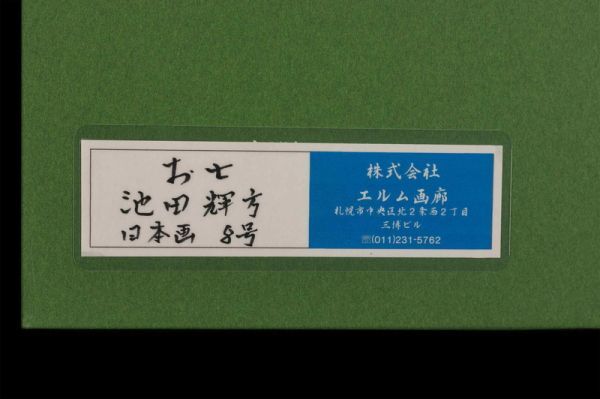 お七
池田輝方
日本画 8号
株式会社
エルム画廊
札幌市中央区北2条西2丁目
三博ビル
☏(011)231-5762